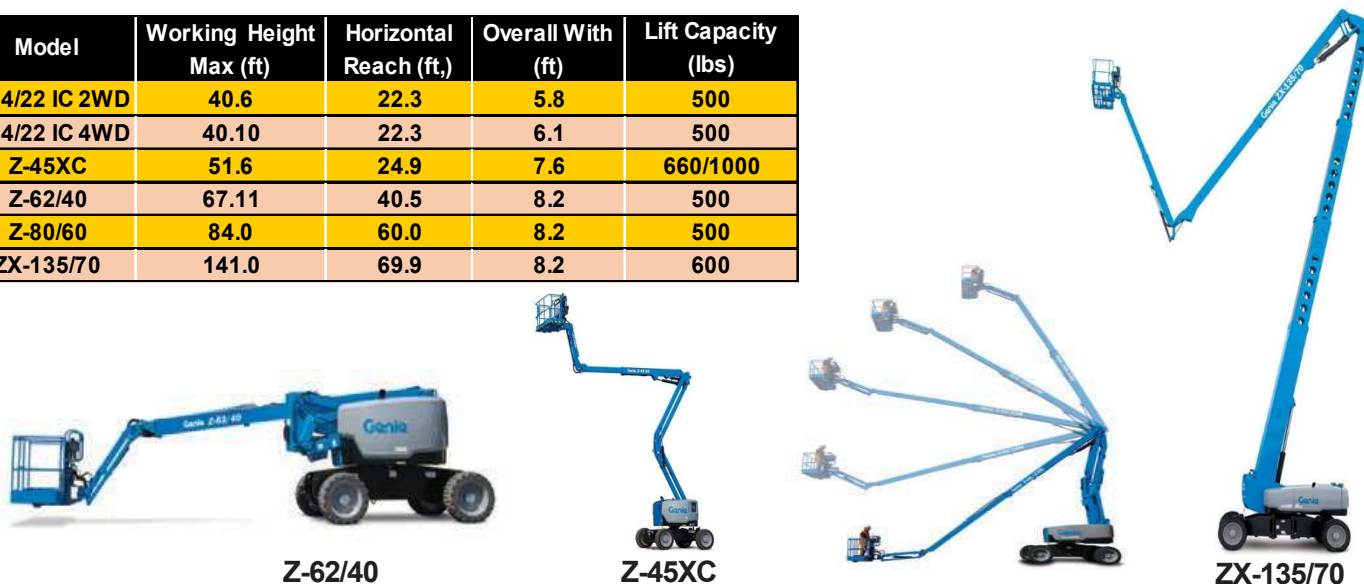 Model Working Height Max (ft) Horizontal Reach (ft,) Overall With (ft) Lift Capacity (lbs)
4/22 IC 2WD 40.6 22.3 5.8 500
4/22 IC 4WD 40.10 22.3 6.1 500
Z-45XC 51.6 24.9 7.6 660/1000
Z-62/40 67.11 40.5 8.2 500
Z-80/60 84.0 60.0 8.2 500
ZX-135/70 141.0 69.9 8.2 600
Genie ZX-135/70
Genie Z-62/40
Genie
Genie
Genie
Z-62/40
Z-45XC
ZX-135/70